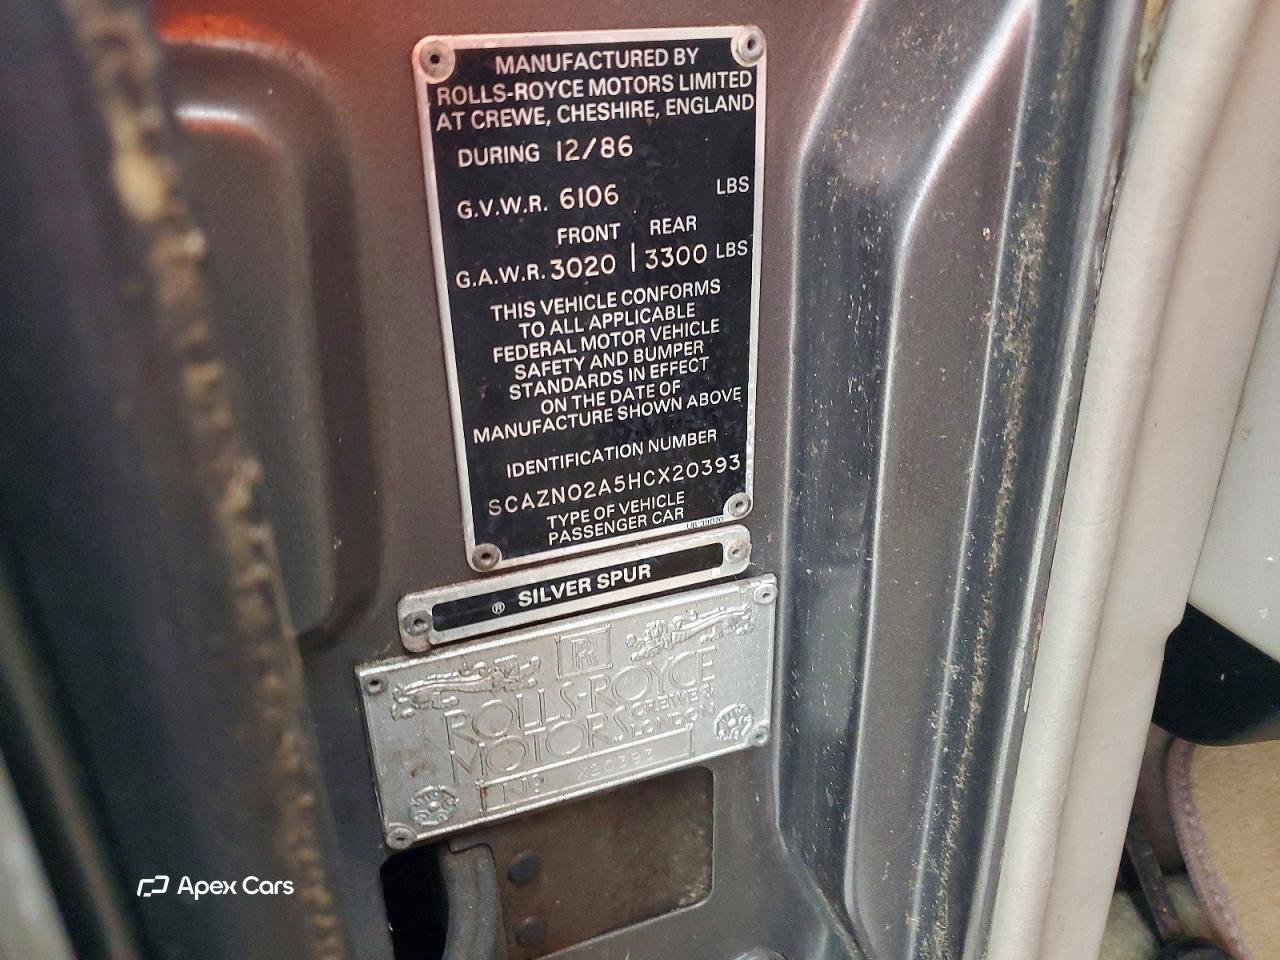 MANUFACTURED BY
ROLLS-ROYCE MOTORS LIMITED
AT CREWE, CHESHIRE, ENGLAND
DURING 12/86
G.V.W.R. 6106 LBS
FRONT REAR
G.A.W.R. 3020 | 3300 LBS
THIS VEHICLE CONFORMS
TO ALL APPLICABLE
FEDERAL MOTOR VEHICLE
SAFETY AND BUMPER
STANDARDS IN EFFECT
ON THE DATE OF
MANUFACTURE SHOWN ABOVE
IDENTIFICATION NUMBER
SCAZN02A5HCX20393
TYPE OF VEHICLE
PASSENGER CAR
® SILVER SPUR
RR
ROLLS-ROYCE
MOTORS CREWE &
LONDON
No X20393
Apex Cars